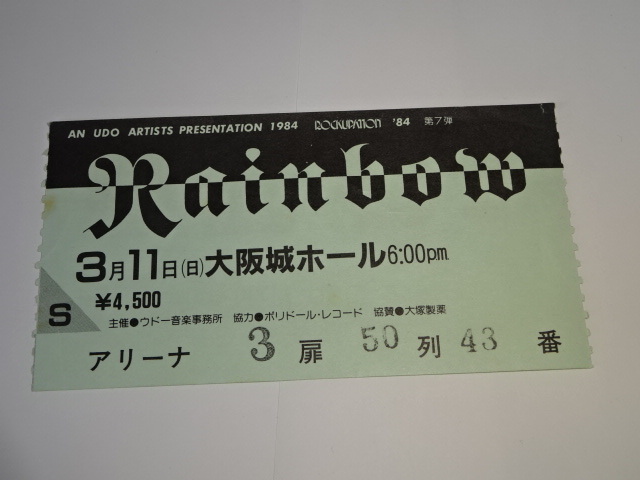 AN UDO ARTISTS PRESENTATION 1984 ROCKUPATION '84 第7弾
Rainbow
3月11日(日)大阪城ホール6:00pm
¥4,500
S
主催●ウドー音楽事務所 協力●ポリドール・レコード 協賛●大塚製薬
アリーナ 3 扉 50 列 43 番